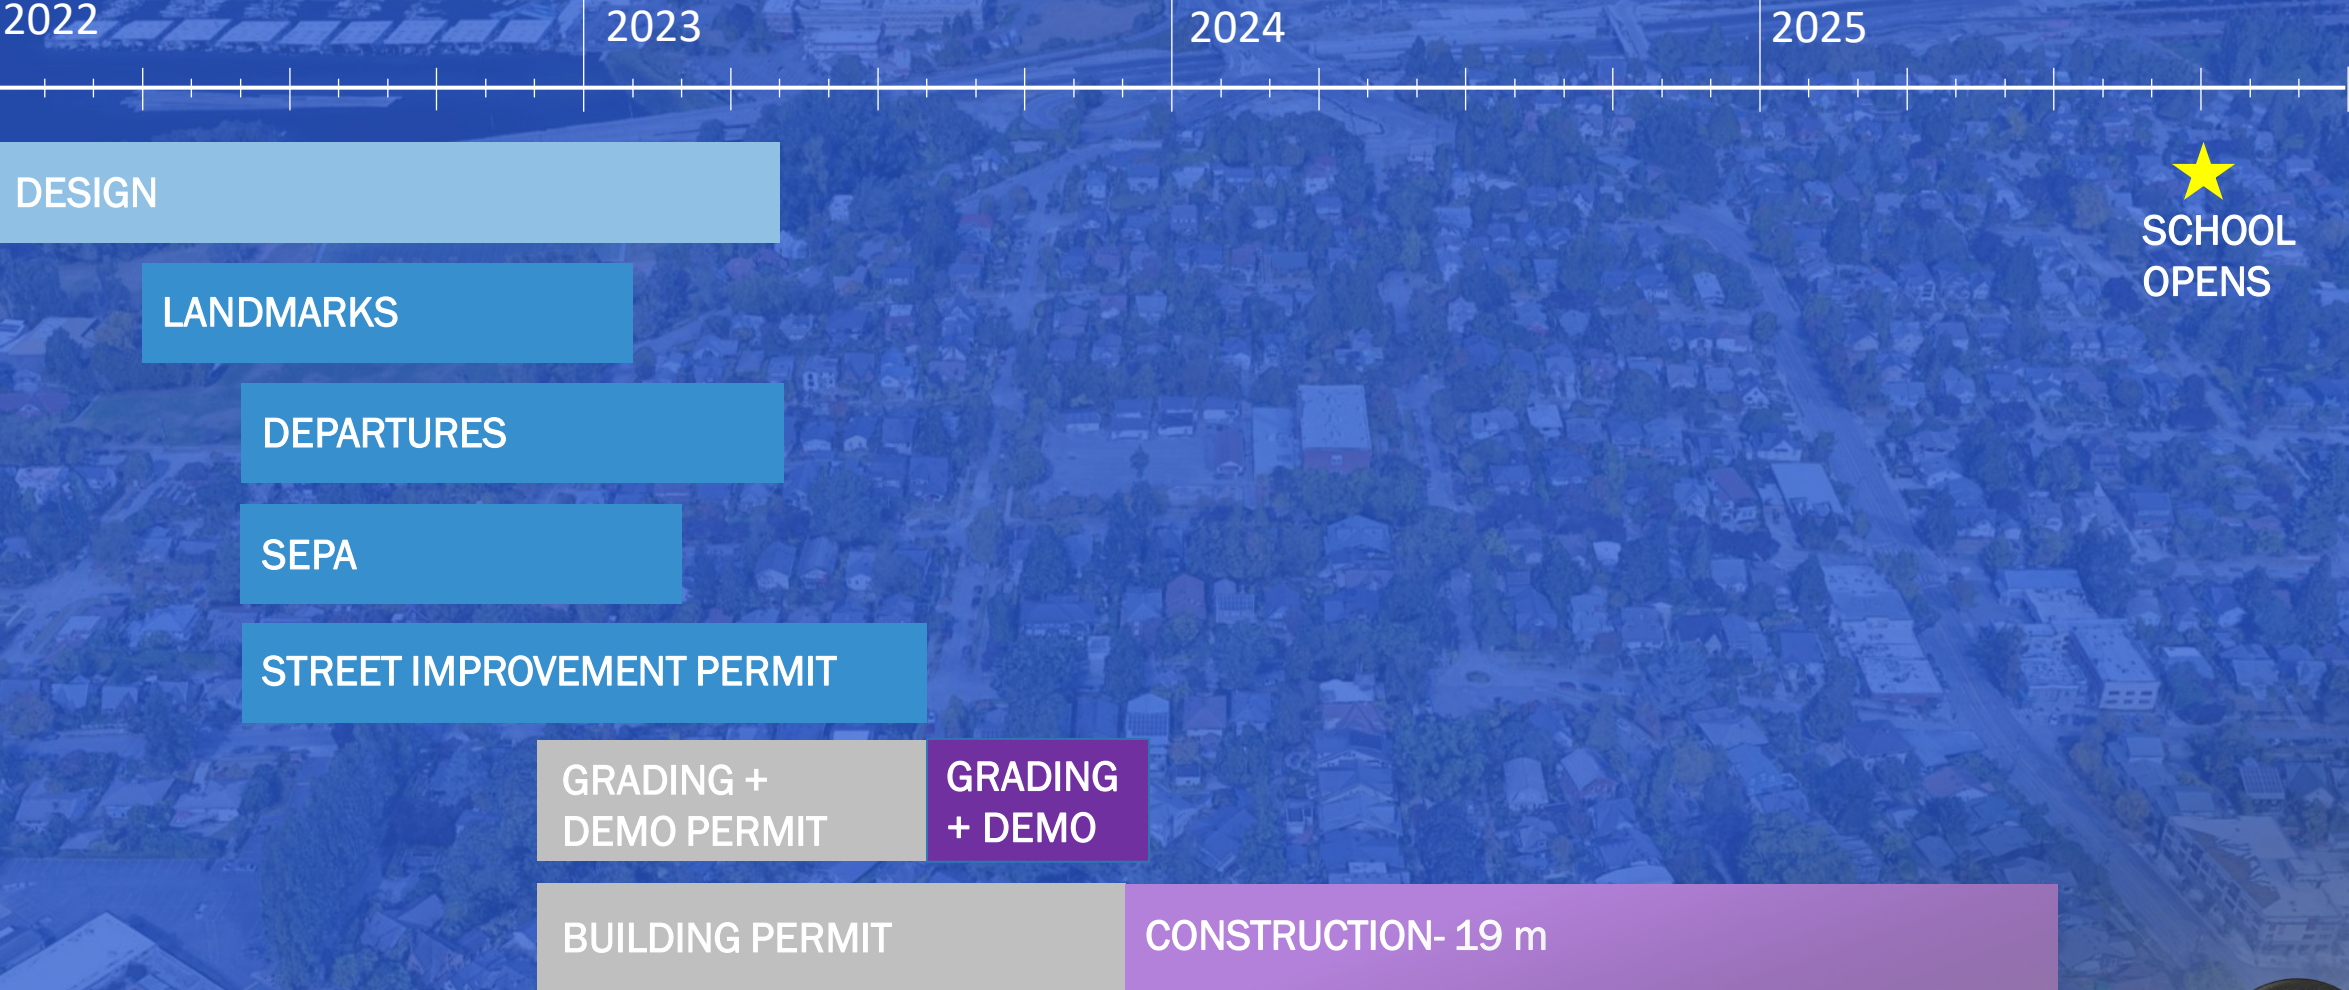 2022
2023
2024
2025
DESIGN
SCHOOL
OPENS
LANDMARKS
DEPARTURES
SEPA
STREET IMPROVEMENT PERMIT
GRADING +
DEMO PERMIT
GRADING
+ DEMO
BUILDING PERMIT
CONSTRUCTION- 19 m